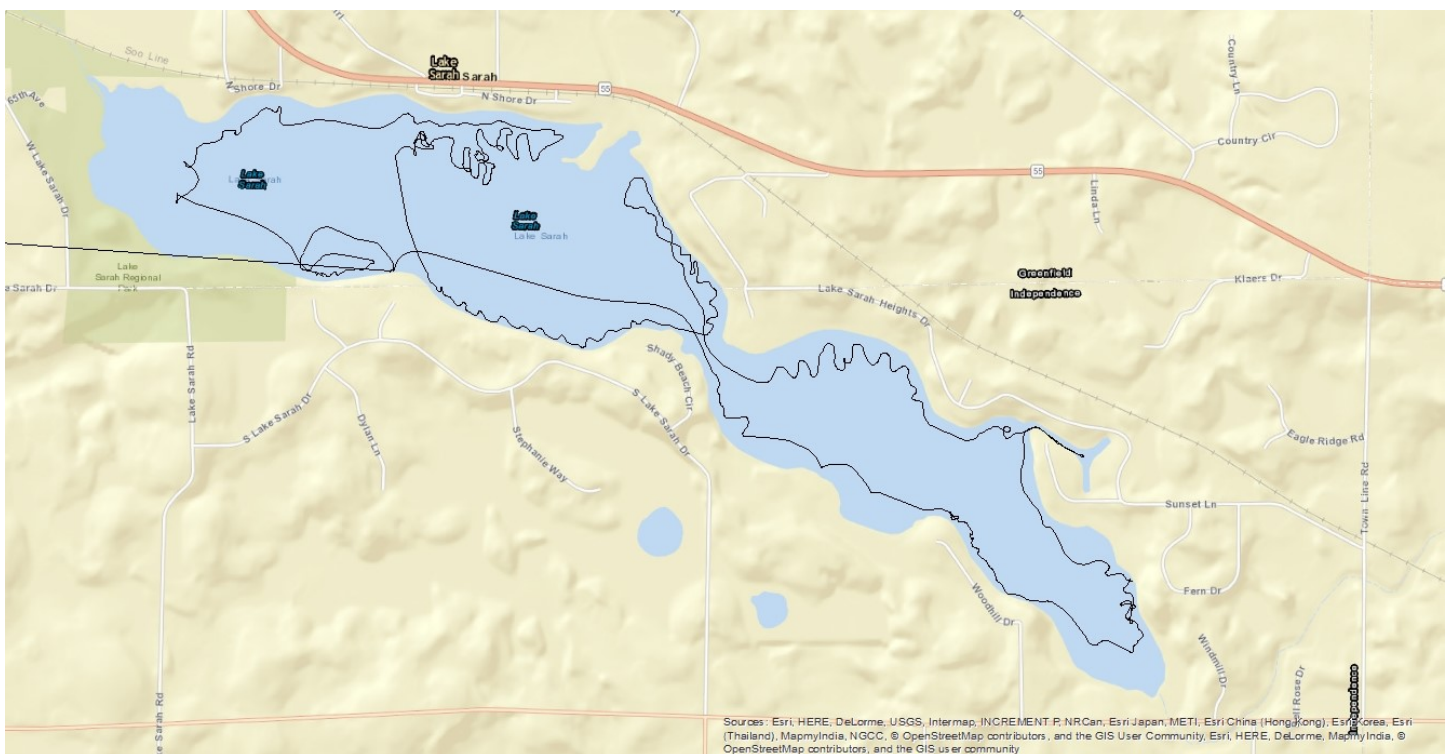 Soo Line
Lake
Sarah
Sarah
N Shore Dr
N Shore Dr
55
65th Ave
W Lake Sarah Dr
Country Ln
Country Cir
Dr
55
Linda Ln
Lake
Sarah
Lake Sarah
Lake
Sarah
Lake Sarah
Lake
Sarah Regional
Park
a Sarah Dr
Greenfield
Independence
Klaers Dr
55
Lake Sarah Heights Dr
Lake Sarah Rd
S Lake Sarah Dr
Dylan Ln
Stephanie Way
Shady Beach Cir
S Lake Sarah Dr
Eagle Ridge Rd
Town Line Rd
Sunset Ln
Fern Dr
Woodhill Dr
Windmill Dr
ell Rose Dr
Independence
ke Sarah Rd
Sources: Esri, HERE, DeLorme, USGS, Intermap, INCREMENT P, NRCan, Esri Japan, METI, Esri China (Hong Kong), Esri Korea, Esri
(Thailand), MapmyIndia, NGCC, © OpenStreetMap contributors, and the GIS User Community, Esri, HERE, DeLorme, MapmyIndia, ©
OpenStreetMap contributors, and the GIS user community